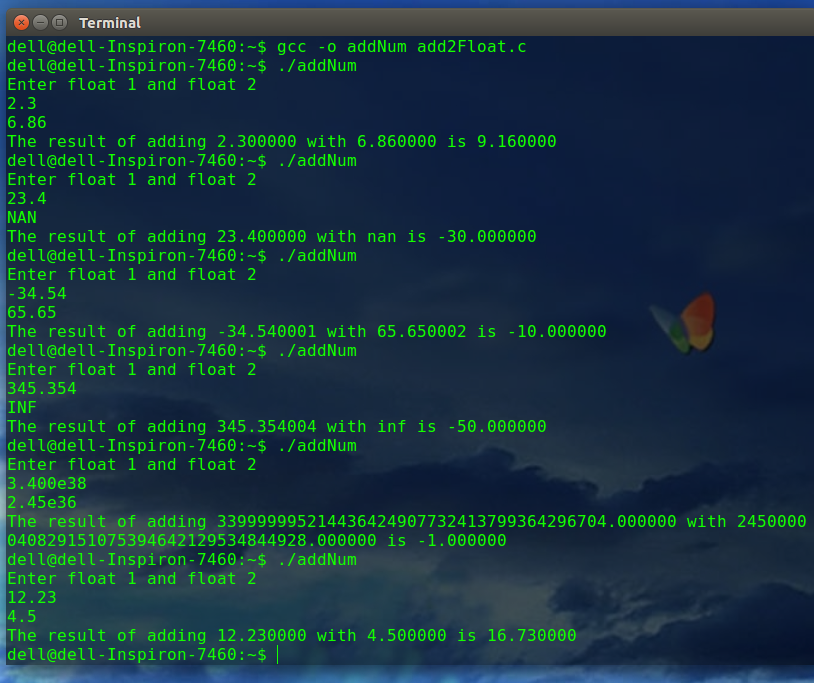 Terminal
dell@dell-Inspiron-7460:~$ gcc -o addNum add2Float.c
dell@dell-Inspiron-7460:~$ ./addNum
Enter float 1 and float 2
2.3
6.86
The result of adding 2.300000 with 6.860000 is 9.160000
dell@dell-Inspiron-7460:~$ ./addNum
Enter float 1 and float 2
23.4
NAN
The result of adding 23.400000 with nan is -30.000000
dell@dell-Inspiron-7460:~$ ./addNum
Enter float 1 and float 2
-34.54
65.65
The result of adding -34.540001 with 65.650002 is -10.000000
dell@dell-Inspiron-7460:~$ ./addNum
Enter float 1 and float 2
345.354
INF
The result of adding 345.354004 with inf is -50.000000
dell@dell-Inspiron-7460:~$ ./addNum
Enter float 1 and float 2
3.400e38
2.45e36
The result of adding 339999995214436424907732413799364296704.000000 with 2450000
040829151075394642129534844928.000000 is -1.000000
dell@dell-Inspiron-7460:~$ ./addNum
Enter float 1 and float 2
12.23
4.5
The result of adding 12.230000 with 4.500000 is 16.730000
dell@dell-Inspiron-7460:~$